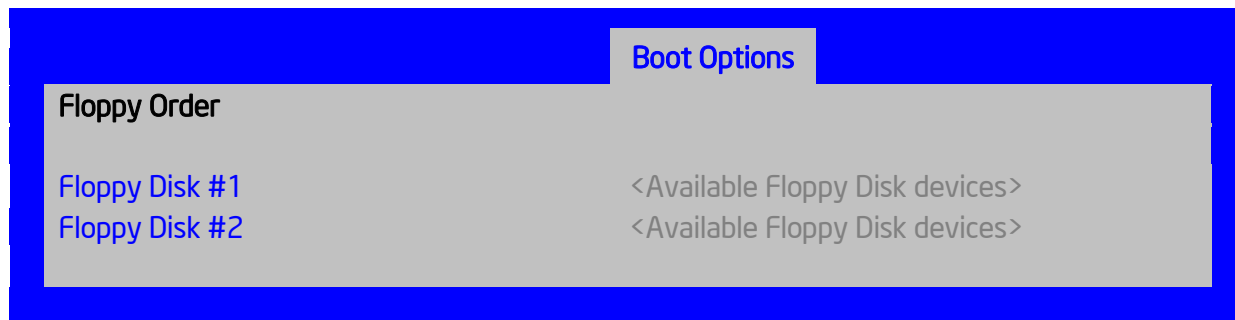 Boot Options
Floppy Order
Floppy Disk #1 <Available Floppy Disk devices>
Floppy Disk #2 <Available Floppy Disk devices>